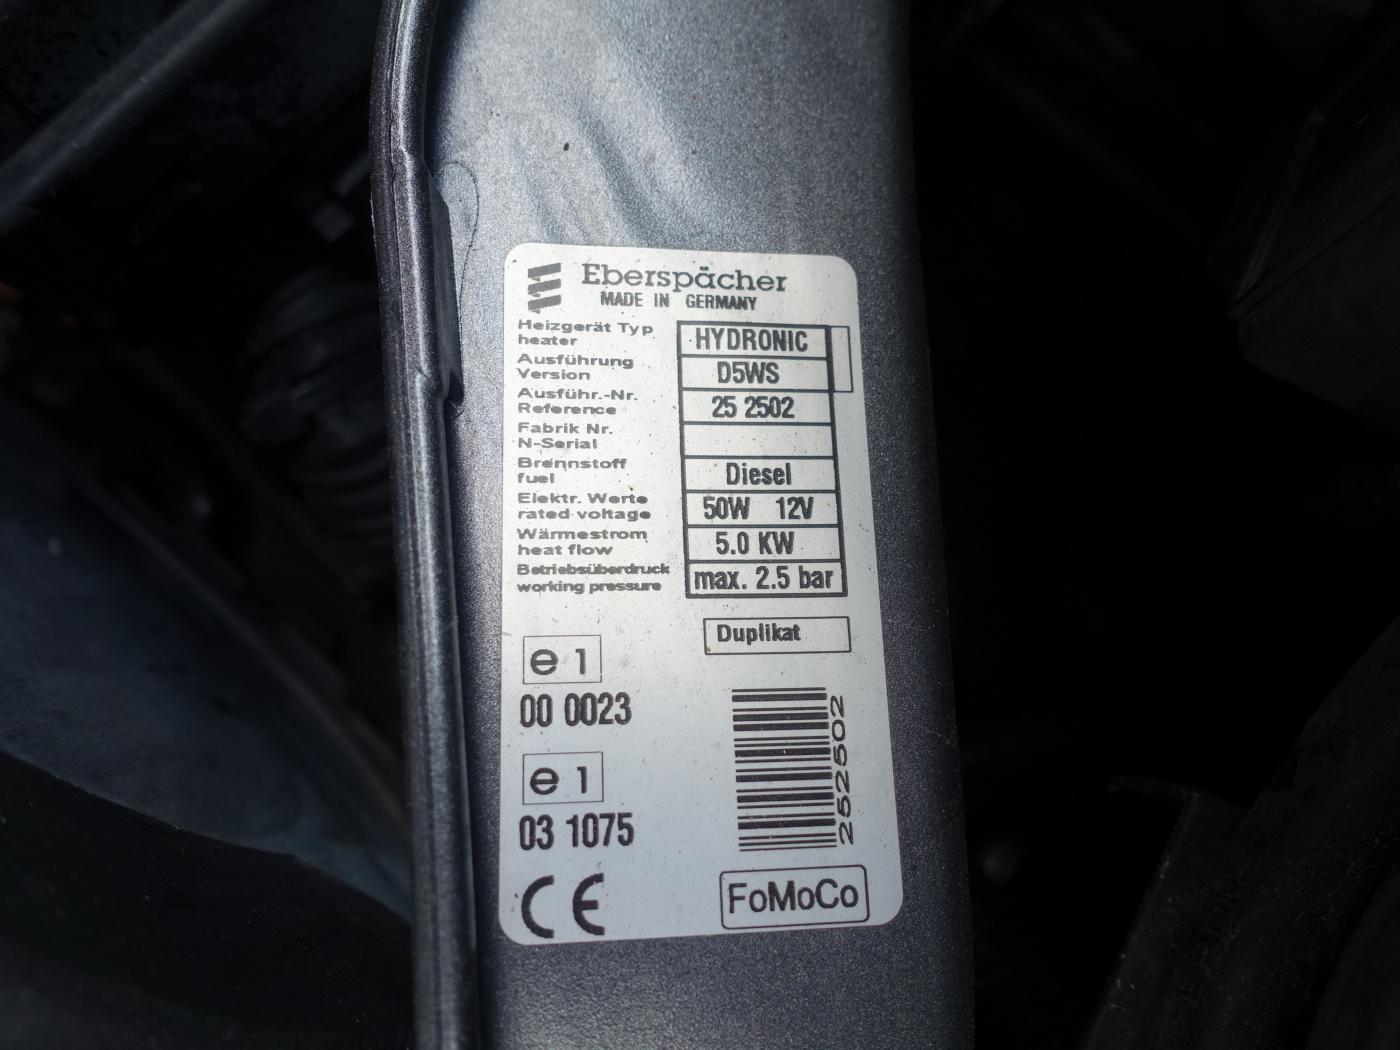 Eberspächer
MADE IN GERMANY
Heizgerät Typ
heater
HYDRONIC
Ausführung
Version
D5WS
Ausführ.-Nr.
Reference
25 2502
Fabrik Nr.
N-Serial
Brennstoff
fuel
Diesel
Elektr. Werte
rated voltage
50W 12V
Wärmestrom
heat flow
5.0 KW
Betriebsüberdruck
working pressure
max. 2.5 bar
Duplikat
e 1
00 0023
e 1
03 1075
252502
CE
FoMoCo